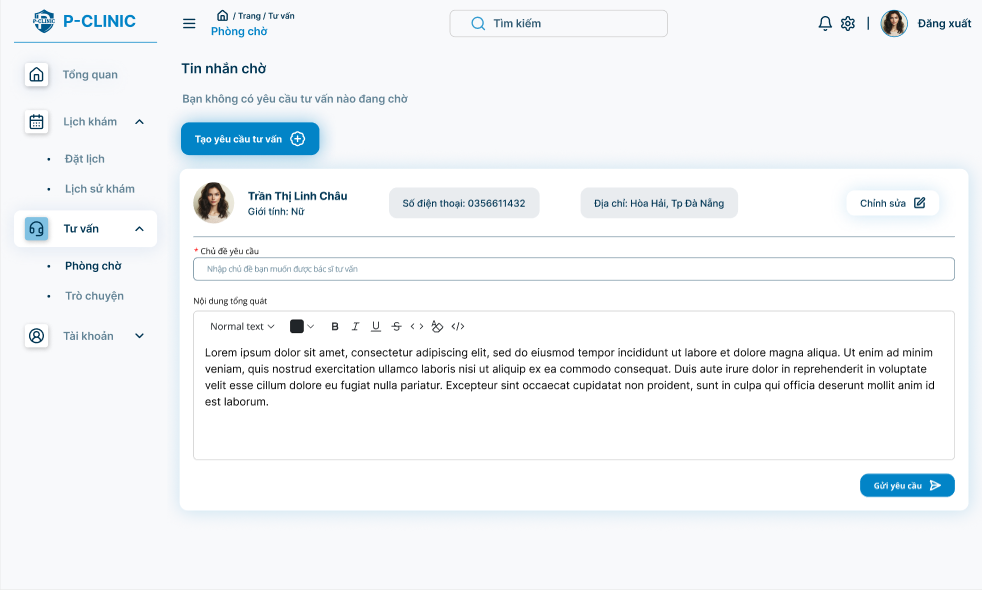 P-CLINIC
P-CLINIC
/ Trang / Tư vấn
Phòng chờ
Tìm kiếm
|
Đăng xuất
Tổng quan
Lịch khám
Đặt lịch
Lịch sử khám
Tư vấn
Phòng chờ
Trò chuyện
Tài khoản
Tin nhắn chờ
Bạn không có yêu cầu tư vấn nào đang chờ
Tạo yêu cầu tư vấn
Trần Thị Linh Châu
Giới tính: Nữ
Số điện thoại: 0356611432
Địa chỉ: Hòa Hải, Tp Đà Nẵng
Chính sửa
* Chủ đề yêu cầu
Nhập chủ đề bạn muốn được bác sĩ tư vấn
Nội dung tổng quát
Normal text
B I U S < > </>
Lorem ipsum dolor sit amet, consectetur adipiscing elit, sed do eiusmod tempor incididunt ut labore et dolore magna aliqua. Ut enim ad minim
veniam, quis nostrud exercitation ullamco laboris nisi ut aliquip ex ea commodo consequat. Duis aute irure dolor in reprehenderit in voluptate
velit esse cillum dolore eu fugiat nulla pariatur. Excepteur sint occaecat cupidatat non proident, sunt in culpa qui officia deserunt mollit anim id
est laborum.
Gửi yêu cầu